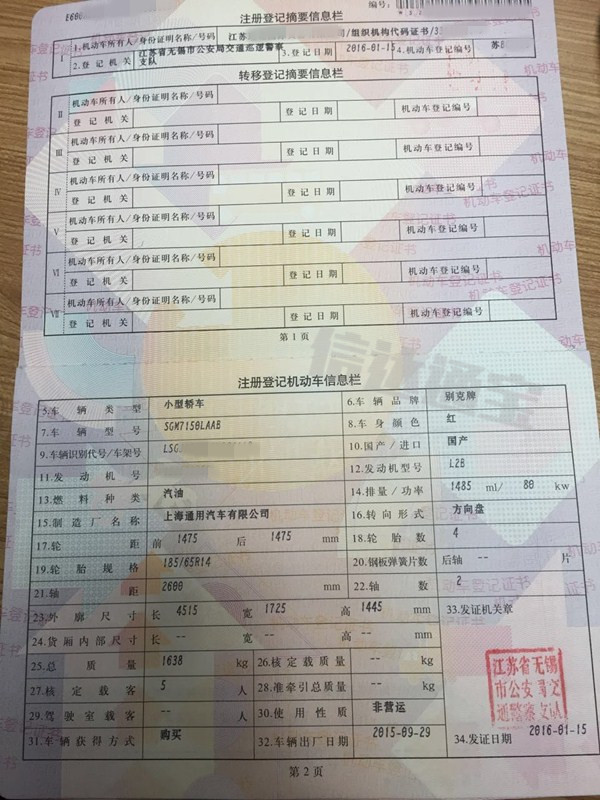 注册登记摘要信息栏
编号:
I
1.机动车所有人/身份证明名称/号码 江苏 /组织机构代码证书/3
2.登记机关 江苏省无锡市公安局交通巡逻警察支队 3.登记日期 2016-01-15 4.机动车登记编号 苏B
转移登记摘要信息栏
II 机动车所有人/身份证明名称/号码
登记机关 登记日期 机动车登记编号
III 机动车所有人/身份证明名称/号码
登记机关 登记日期 机动车登记编号
IV 机动车所有人/身份证明名称/号码
登记机关 登记日期 机动车登记编号
V 机动车所有人/身份证明名称/号码
登记机关 登记日期 机动车登记编号
VI 机动车所有人/身份证明名称/号码
登记机关 登记日期 机动车登记编号
VII 机动车所有人/身份证明名称/号码
登记机关 登记日期 机动车登记编号
第1页
信达通宝
注册登记机动车信息栏
5.车辆类型 小型轿车 6.车辆品牌 别克牌
7.车辆型号 SGM7150LAAB 8.车身颜色 红
9.车辆识别代号/车架号 LSG. 10.国产/进口 国产
11.发动机号 12.发动机型号 L2B
13.燃料种类 汽油 14.排量/功率 1485 ml/ 80 kw
15.制造厂名称 上海通用汽车有限公司 16.转向形式 方向盘
17.轮距 前 1475 后 1475 mm 18.轮胎数 4
19.轮胎规格 185/65R14 20.钢板弹簧片数 后轴 -- 片
21.轴距 2600 mm 22.轴数 2
23.外廓尺寸 长 4515 宽 1725 高 1445 mm 33.发证机关章
24.货厢内部尺寸 长 -- 宽 -- 高 -- mm
25.总质量 1638 kg 26.核定载质量 -- kg
27.核定载客 5 人 28.准牵引总质量 -- kg
29.驾驶室载客 -- 人 30.使用性质 非营运
31.车辆获得方式 购买 32.车辆出厂日期 2015-09-29 34.发证日期 2016-01-15
江苏省无锡
市公安局交
通警察支队
第2页
机动车登记证书